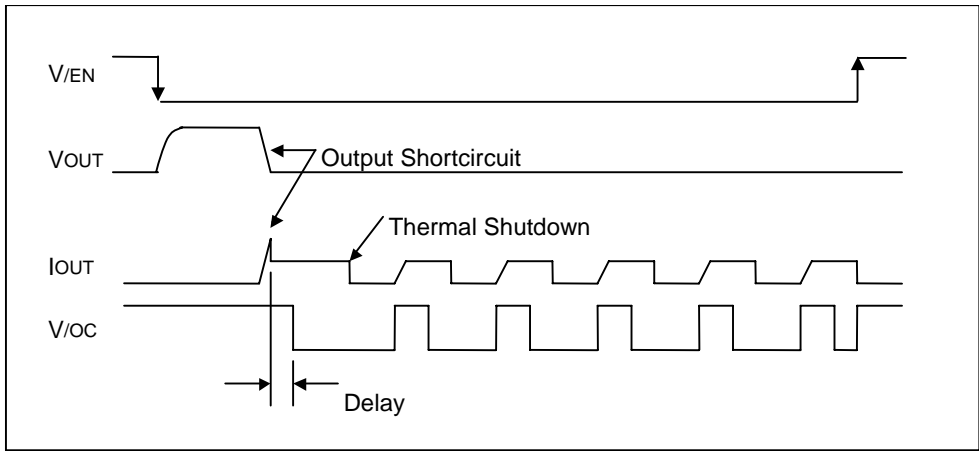 V/EN
VOUT
Output Shortcircuit
Thermal Shutdown
IOUT
V/OC
Delay